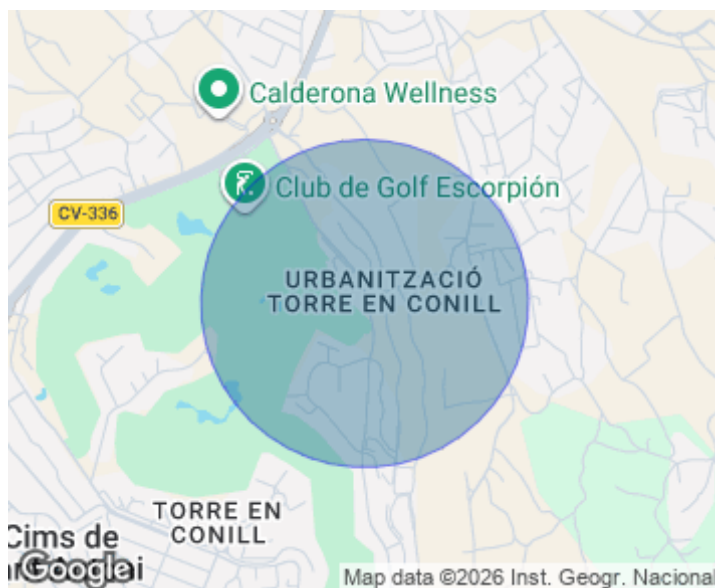 Calderona Wellness
Club de Golf Escorpión
CV-336
URBANITZACIÓ
TORRE EN CONILL
TORRE EN
CONILL
Cims de
Google
Map data ©2026 Inst. Geogr. Nacional